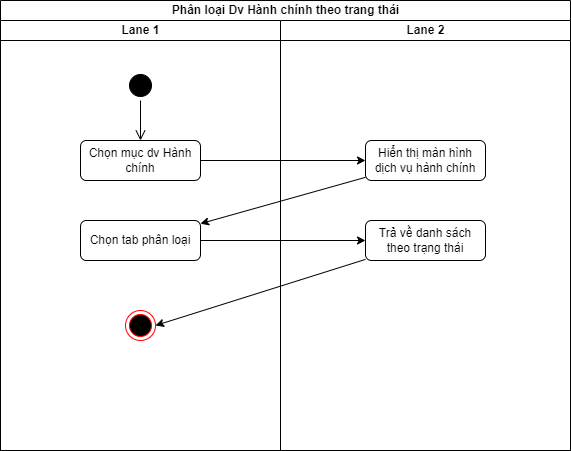 Phân loại Dv Hành chính theo trang thái
Lane 1
Lane 2
Chọn mục dv Hành
chính
Hiển thị màn hình
dịch vụ hành chính
Chọn tab phân loại
Trả về danh sách
theo trạng thái